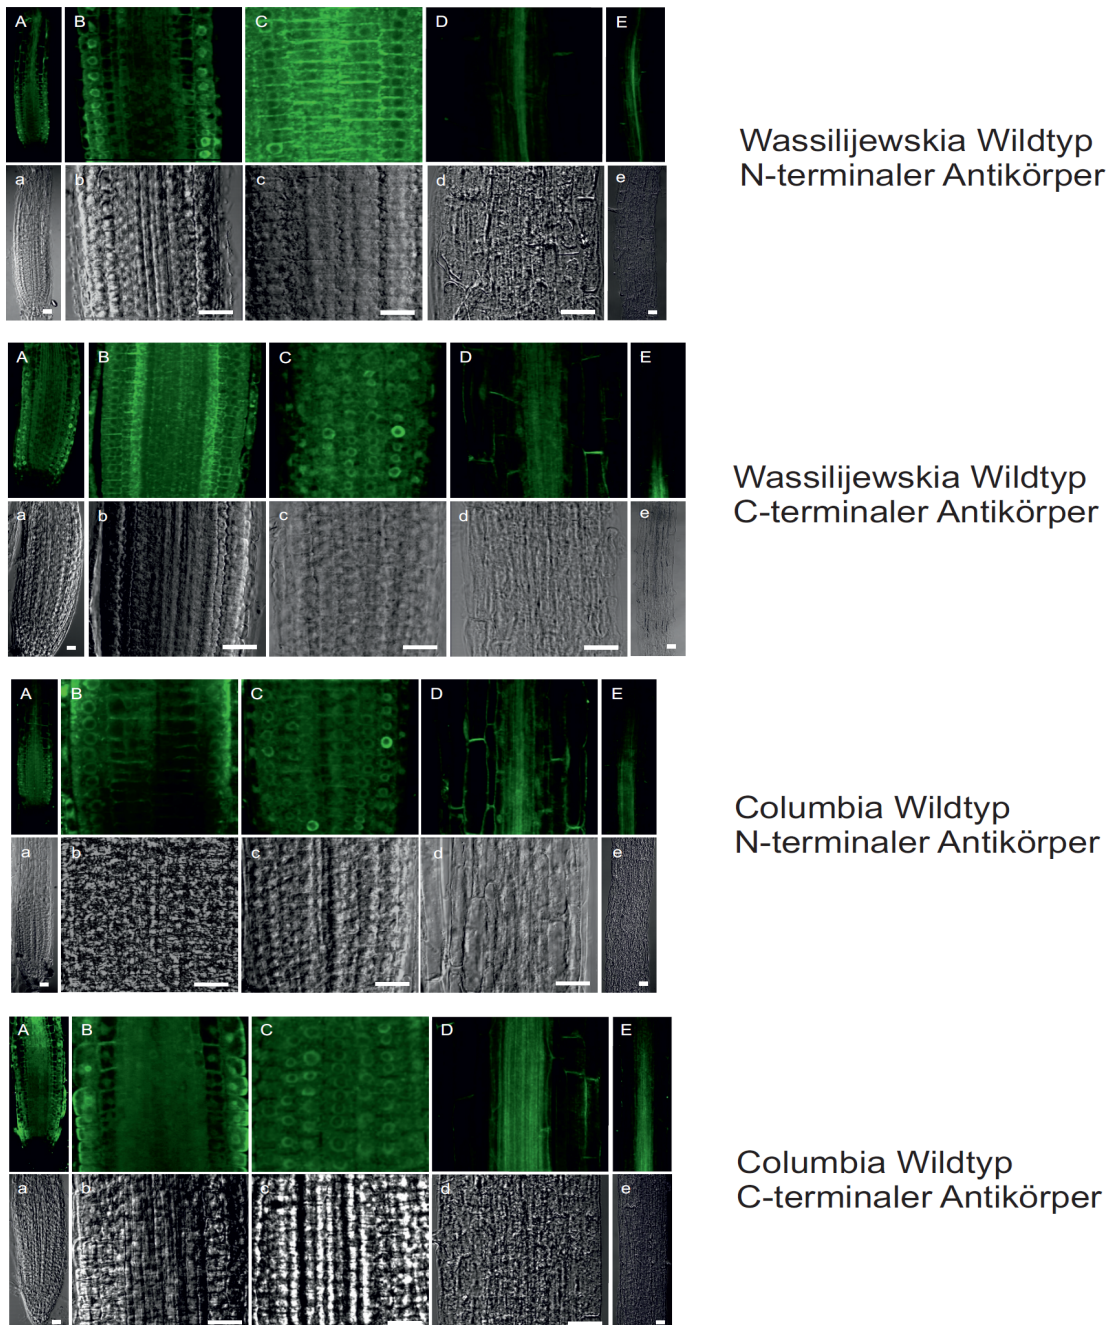 A B C D E
a b c d e
Wassilijewskia Wildtyp
N-terminaler Antikörper
A B C D E
a b c d e
Wassilijewskia Wildtyp
C-terminaler Antikörper
A B C D E
a b c d e
Columbia Wildtyp
N-terminaler Antikörper
A B C D E
a b c d e
Columbia Wildtyp
C-terminaler Antikörper